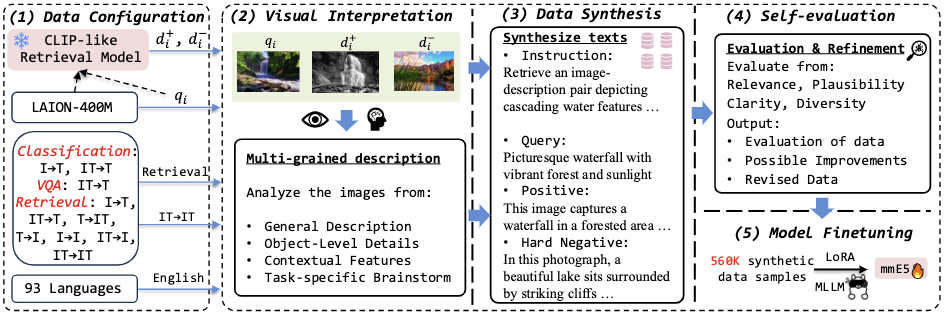 (1) Data Configuration
CLIP-like
Retrieval Model
LAION-400M
Classification:
I→T, IT→T
VQA: IT→T
Retrieval: I→T,
IT→T, T→IT,
T→I, I→I, IT→I,
IT→IT
93 Languages
d_i^+, d_i^-
q_i
Retrieval
IT→IT
English
(2) Visual Interpretation
q_i
d_i^+
d_i^-
Multi-grained description
Analyze the images from:
• General Description
• Object-Level Details
• Contextual Features
• Task-specific Brainstorm
(3) Data Synthesis
Synthesize texts
• Instruction:
Retrieve an image-
description pair depicting
cascading water features ...
• Query:
Picturesque waterfall with
vibrant forest and sunlight
• Positive:
This image captures a
waterfall in a forested area ...
• Hard Negative:
In this photograph, a
beautiful lake sits surrounded
by striking cliffs ...
(4) Self-evaluation
Evaluation & Refinement
Evaluate from:
Relevance, Plausibility
Clarity, Diversity
Output:
• Evaluation of data
• Possible Improvements
• Revised Data
(5) Model Finetuning
560K synthetic
data samples
LoRA
MLLM
mmE5